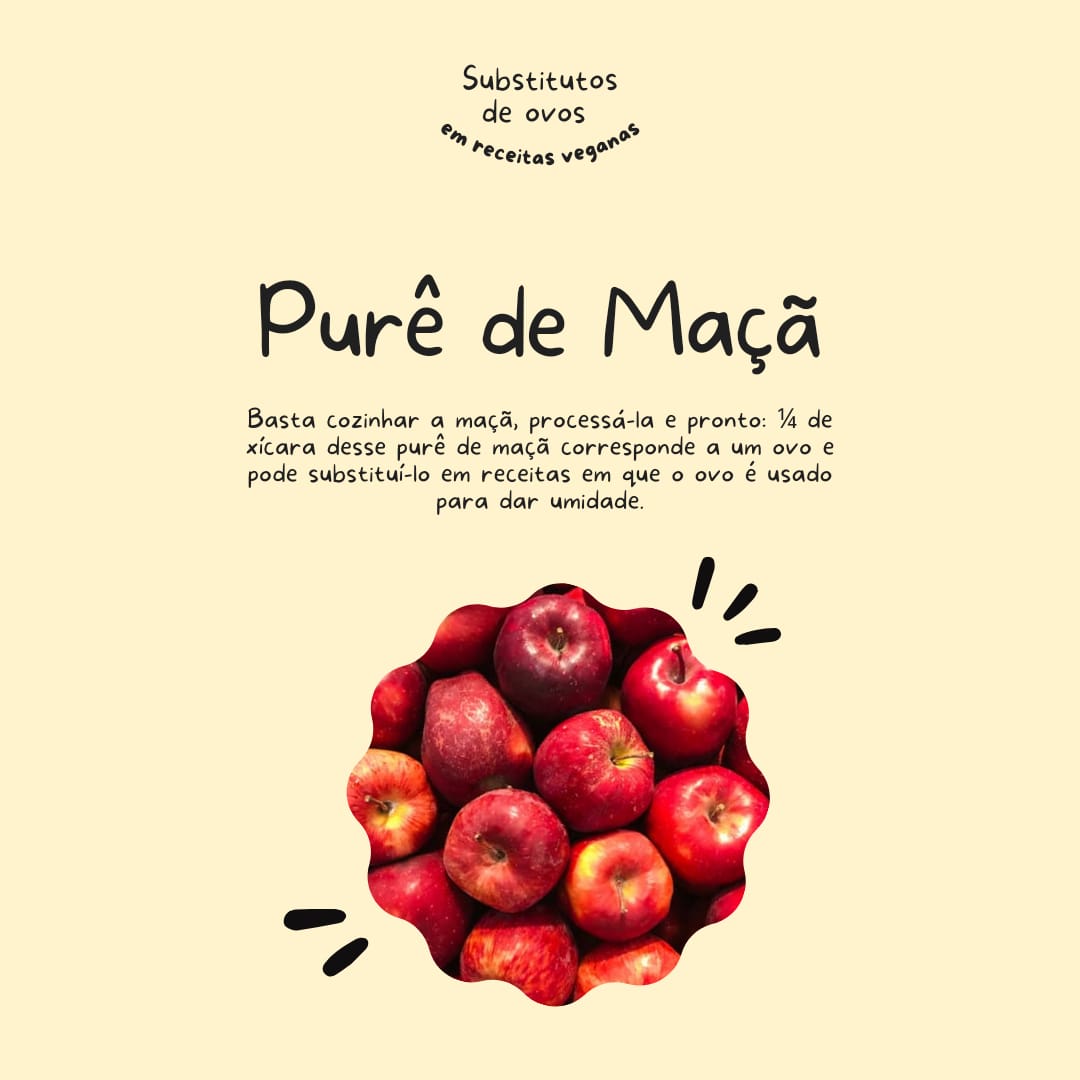 Substitutos
de ovos
em receitas veganas
Purê de Maçã
Basta cozinhar a maçã, processá-la e pronto: ¼ de
xícara desse purê de maçã corresponde a um ovo e
pode substituí-lo em receitas em que o ovo é usado
para dar umidade.